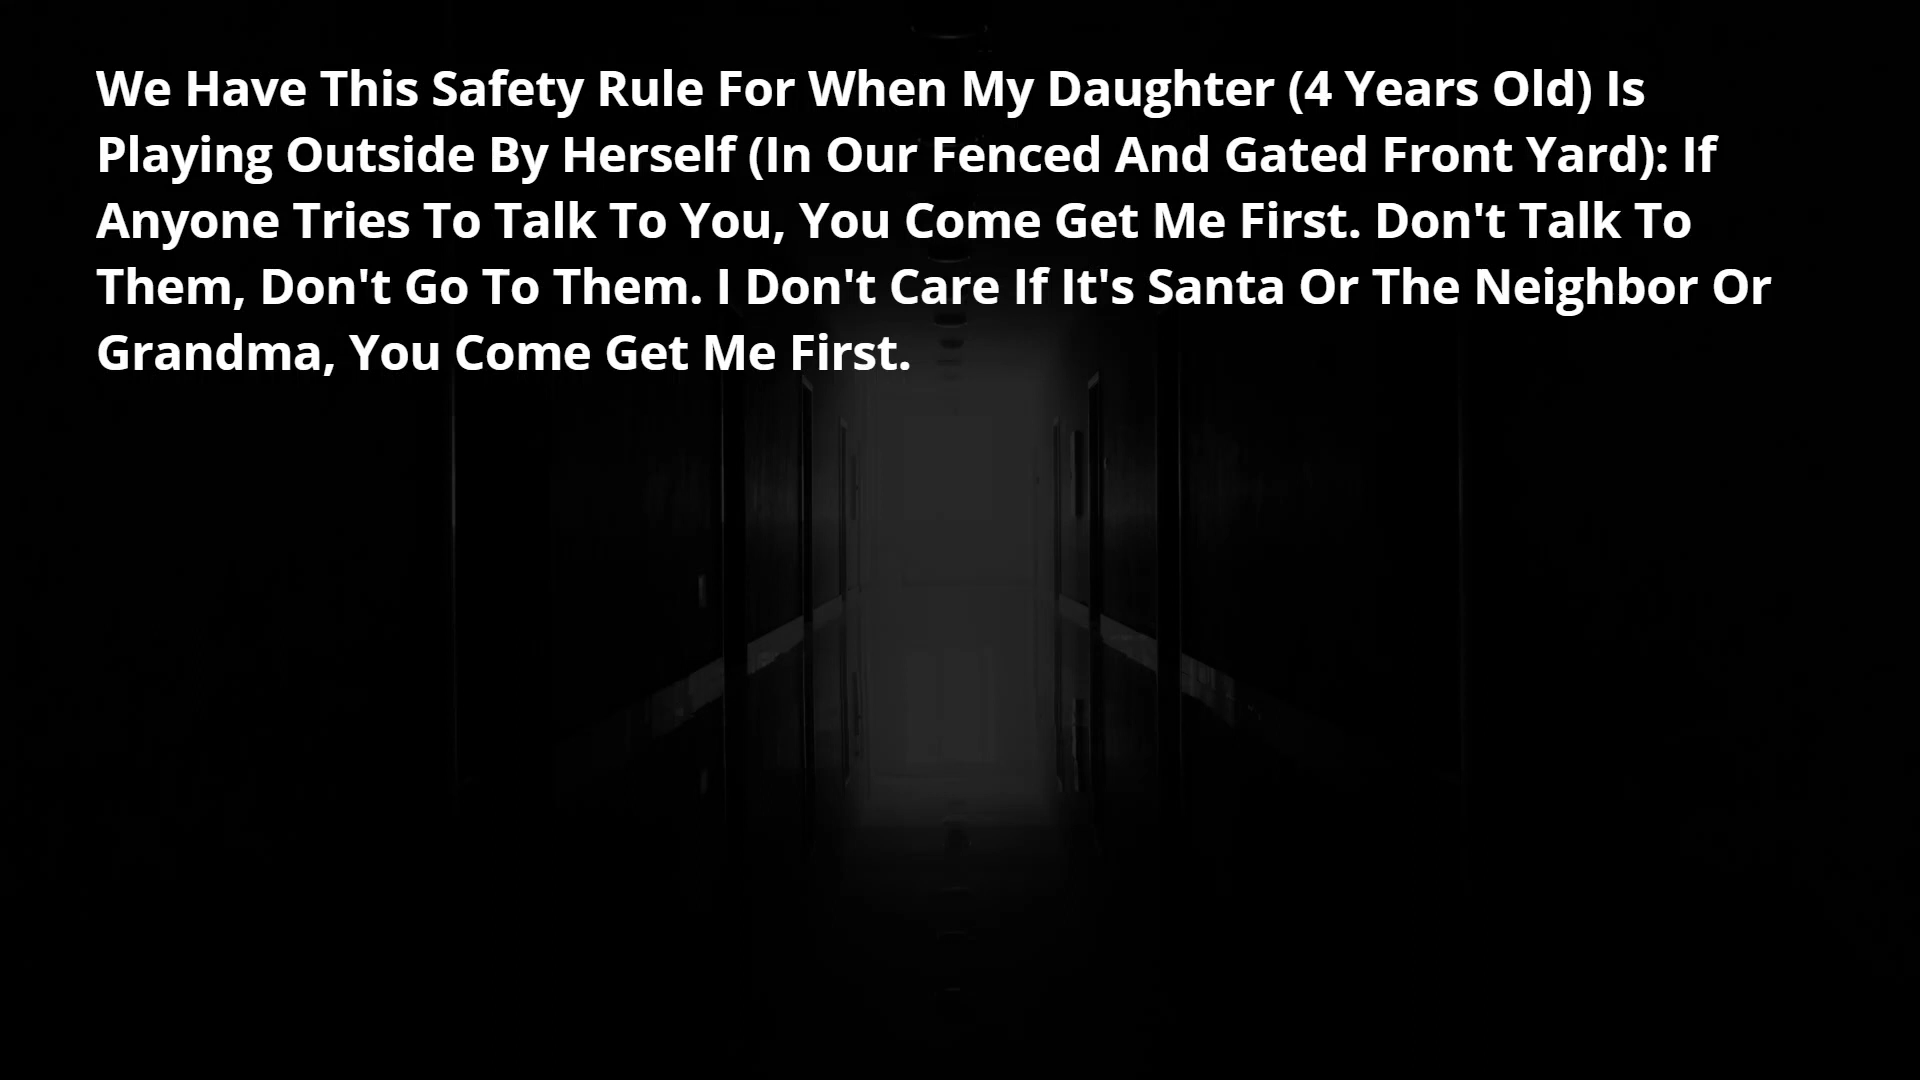 We Have This Safety Rule For When My Daughter (4 Years Old) Is
Playing Outside By Herself (In Our Fenced And Gated Front Yard): If
Anyone Tries To Talk To You, You Come Get Me First. Don't Talk To
Them, Don't Go To Them. I Don't Care If It's Santa Or The Neighbor Or
Grandma, You Come Get Me First.